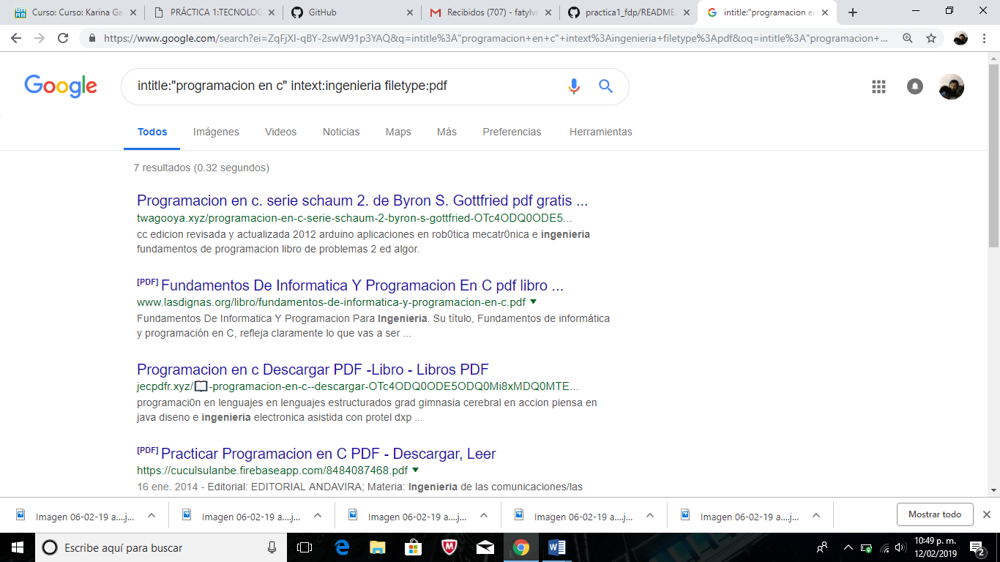 Curso: Curso: Karina Ga
PRÁCTICA 1:TECNOLOG
GitHub
Recibidos (707) - fatylvr
practica1_fdp/README.
intitle:"programacion en
https://www.google.com/search?ei=ZqFjXI-qBY-2swW91p3YAQ&q=intitle%3A"programacion+en+c"+intext%3Aingenieria+filetype%3Apdf&oq=intitle%3A"programacion+...
Google
intitle:"programacion en c" intext:ingenieria filetype:pdf
Todos Imágenes Videos Noticias Maps Más Preferencias Herramientas
7 resultados (0.32 segundos)
Programacion en c. serie schaum 2. de Byron S. Gottfried pdf gratis ...
twagooya.xyz/programacion-en-c-serie-schaum-2-byron-s-gottfried-OTc4ODQ0ODE5...
cc edicion revisada y actualizada 2012 arduino aplicaciones en rob0tica mecatr0nica e ingenieria
fundamentos de programacion libro de problemas 2 ed algor.
[PDF] Fundamentos De Informatica Y Programacion En C pdf libro ...
www.lasdignas.org/libro/fundamentos-de-informatica-y-programacion-en-c.pdf
Fundamentos De Informatica Y Programacion Para Ingenieria. Su título, Fundamentos de informática
y programación en C, refleja claramente lo que vas a ser ...
Programacion en c Descargar PDF -Libro - Libros PDF
jecpdfr.xyz/📖-programacion-en-c--descargar-OTc4ODQ0ODE5ODQ0Mi8xMDQ0MTE...
programaci0n en lenguajes en lenguajes estructurados grad gimnasia cerebral en accion piensa en
java diseno e ingenieria electronica asistida con protel dxp ...
[PDF] Practicar Programacion en C PDF - Descargar, Leer
https://cuculsulanbe.firebaseapp.com/8484087468.pdf
16 ene. 2014 - Editorial: EDITORIAL ANDAVIRA; Materia: Ingenieria de las comunicaciones/las
Imagen 06-02-19 a....j...
Imagen 06-02-19 a....j...
Imagen 06-02-19 a....j...
Imagen 06-02-19 a....j...
Imagen 06-02-19 a....j...
Mostrar todo
Escribe aquí para buscar
10:49 p. m.
12/02/2019
2